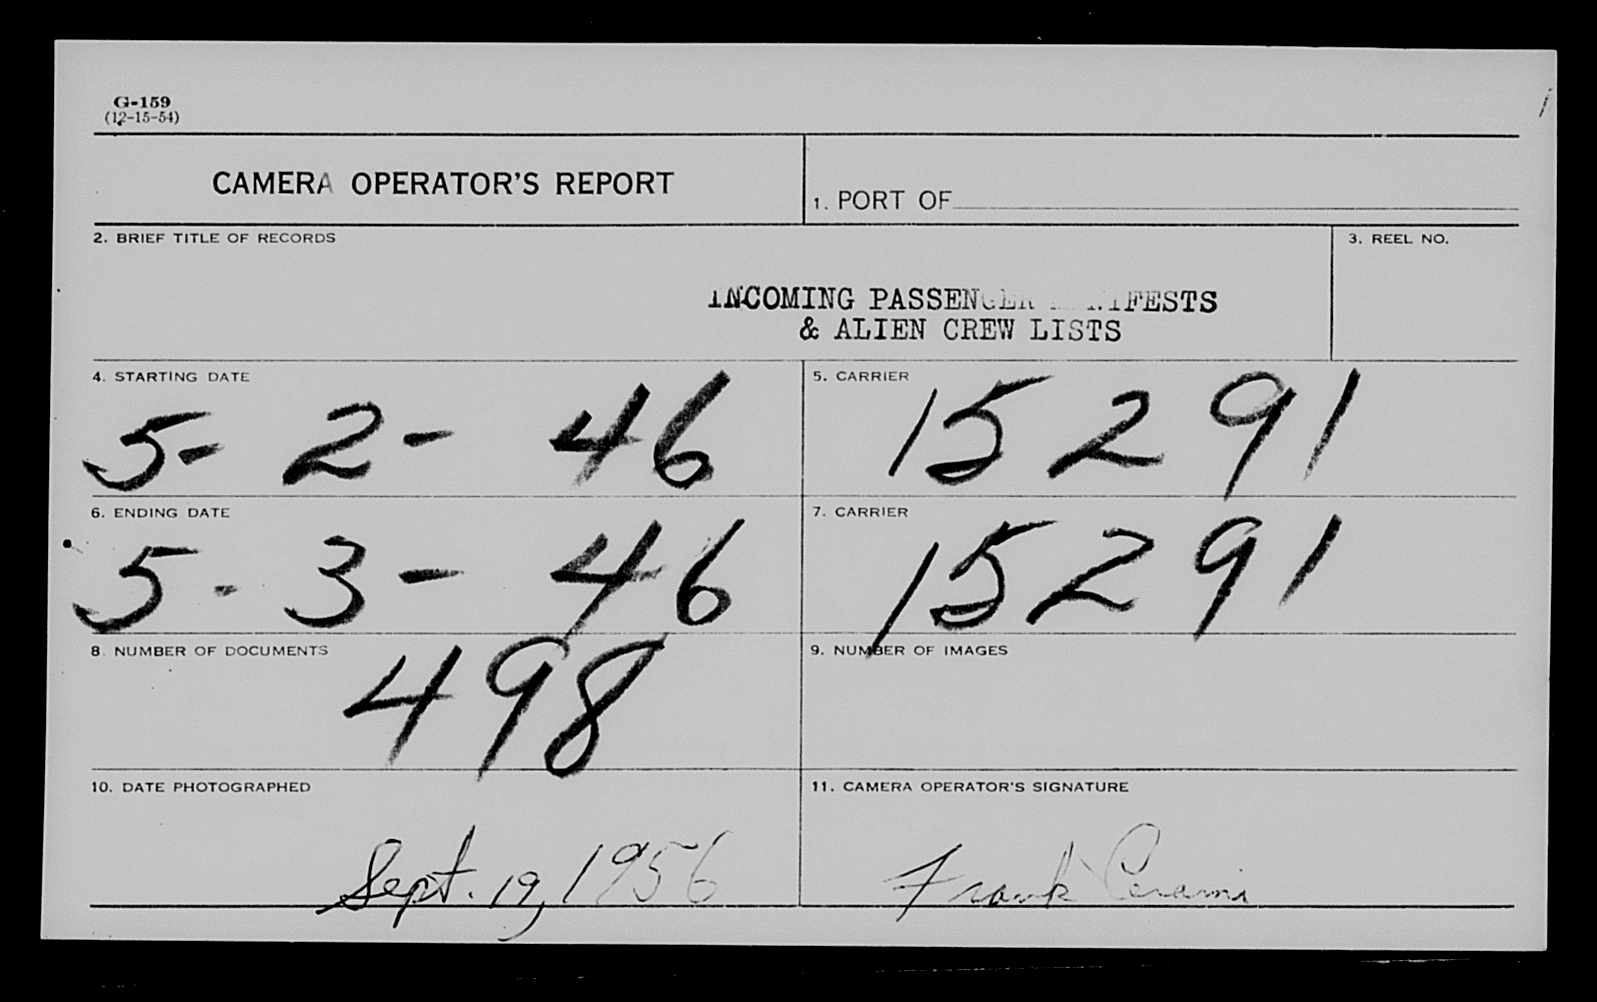 G-159
(12-15-54)
CAMERA OPERATOR'S REPORT
1. PORT OF
2. BRIEF TITLE OF RECORDS
3. REEL NO.
INCOMING PASSENGER MANIFESTS
& ALIEN CREW LISTS
4. STARTING DATE
5- 2- 46
5. CARRIER
15291
6. ENDING DATE
5- 3- 46
7. CARRIER
15291
8. NUMBER OF DOCUMENTS
498
9. NUMBER OF IMAGES
10. DATE PHOTOGRAPHED
Sept. 19, 1956
11. CAMERA OPERATOR'S SIGNATURE
Frank